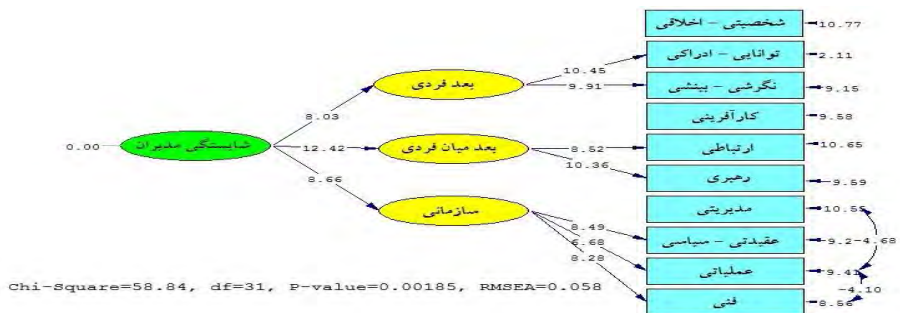 شخصیتی - اخلاقی
10.77
توانایی - ادراکی
2.11
10.45
بعد فردی
9.91
نگرشی - بینشی
9.15
8.03
کارآفرینی
9.58
0.00
شایستگی مدیران
12.42
بعد میان فردی
8.52
ارتباطی
10.65
10.36
رهبری
9.59
8.66
سازمانی
مدیریتی
10.55
8.49
عقیدتی - سیاسی
9.2
-4.68
6.68
عملیاتی
9.41
8.28
فنی
8.56
-4.10
Chi-Square=58.84, df=31, P-value=0.00185, RMSEA=0.058